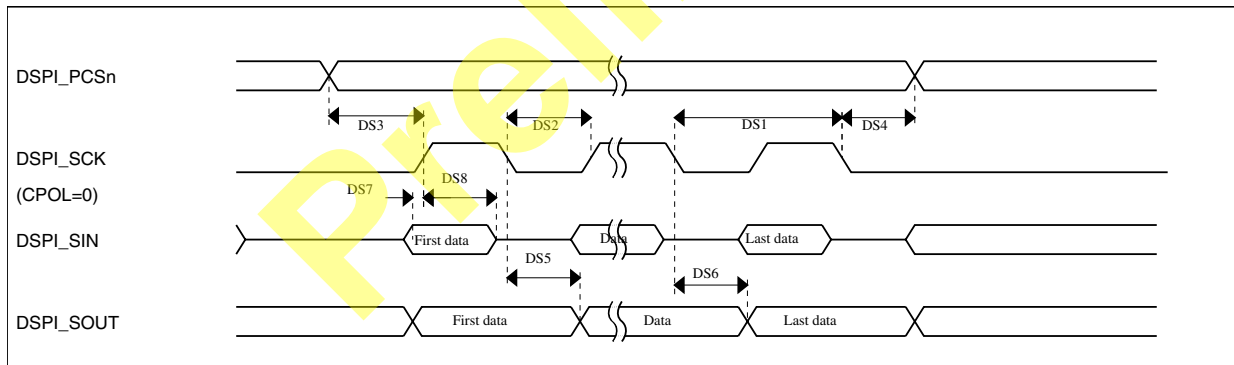 DSPI_PCSn
DS3
DS2
DS1
DS4
DSPI_SCK
(CPOL=0)
DS7
DS8
DSPI_SIN
First data
Data
Last data
DS5
DS6
DSPI_SOUT
First data
Data
Last data
Preli